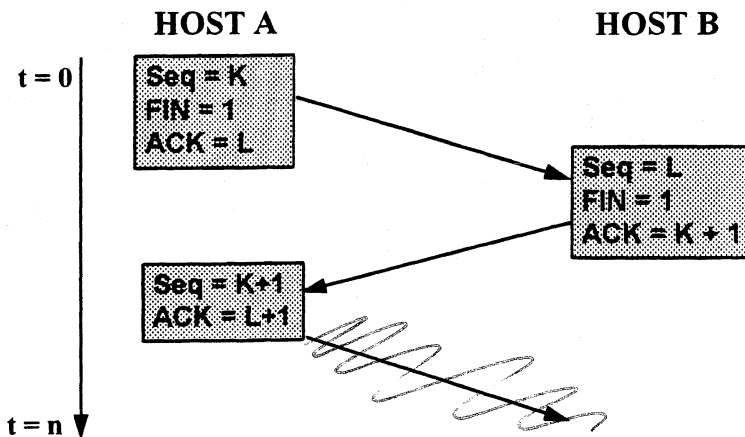 HOST A
HOST B
t = 0
Seq = K
FIN = 1
ACK = L
Seq = L
FIN = 1
ACK = K + 1
Seq = K+1
ACK = L+1
t = n